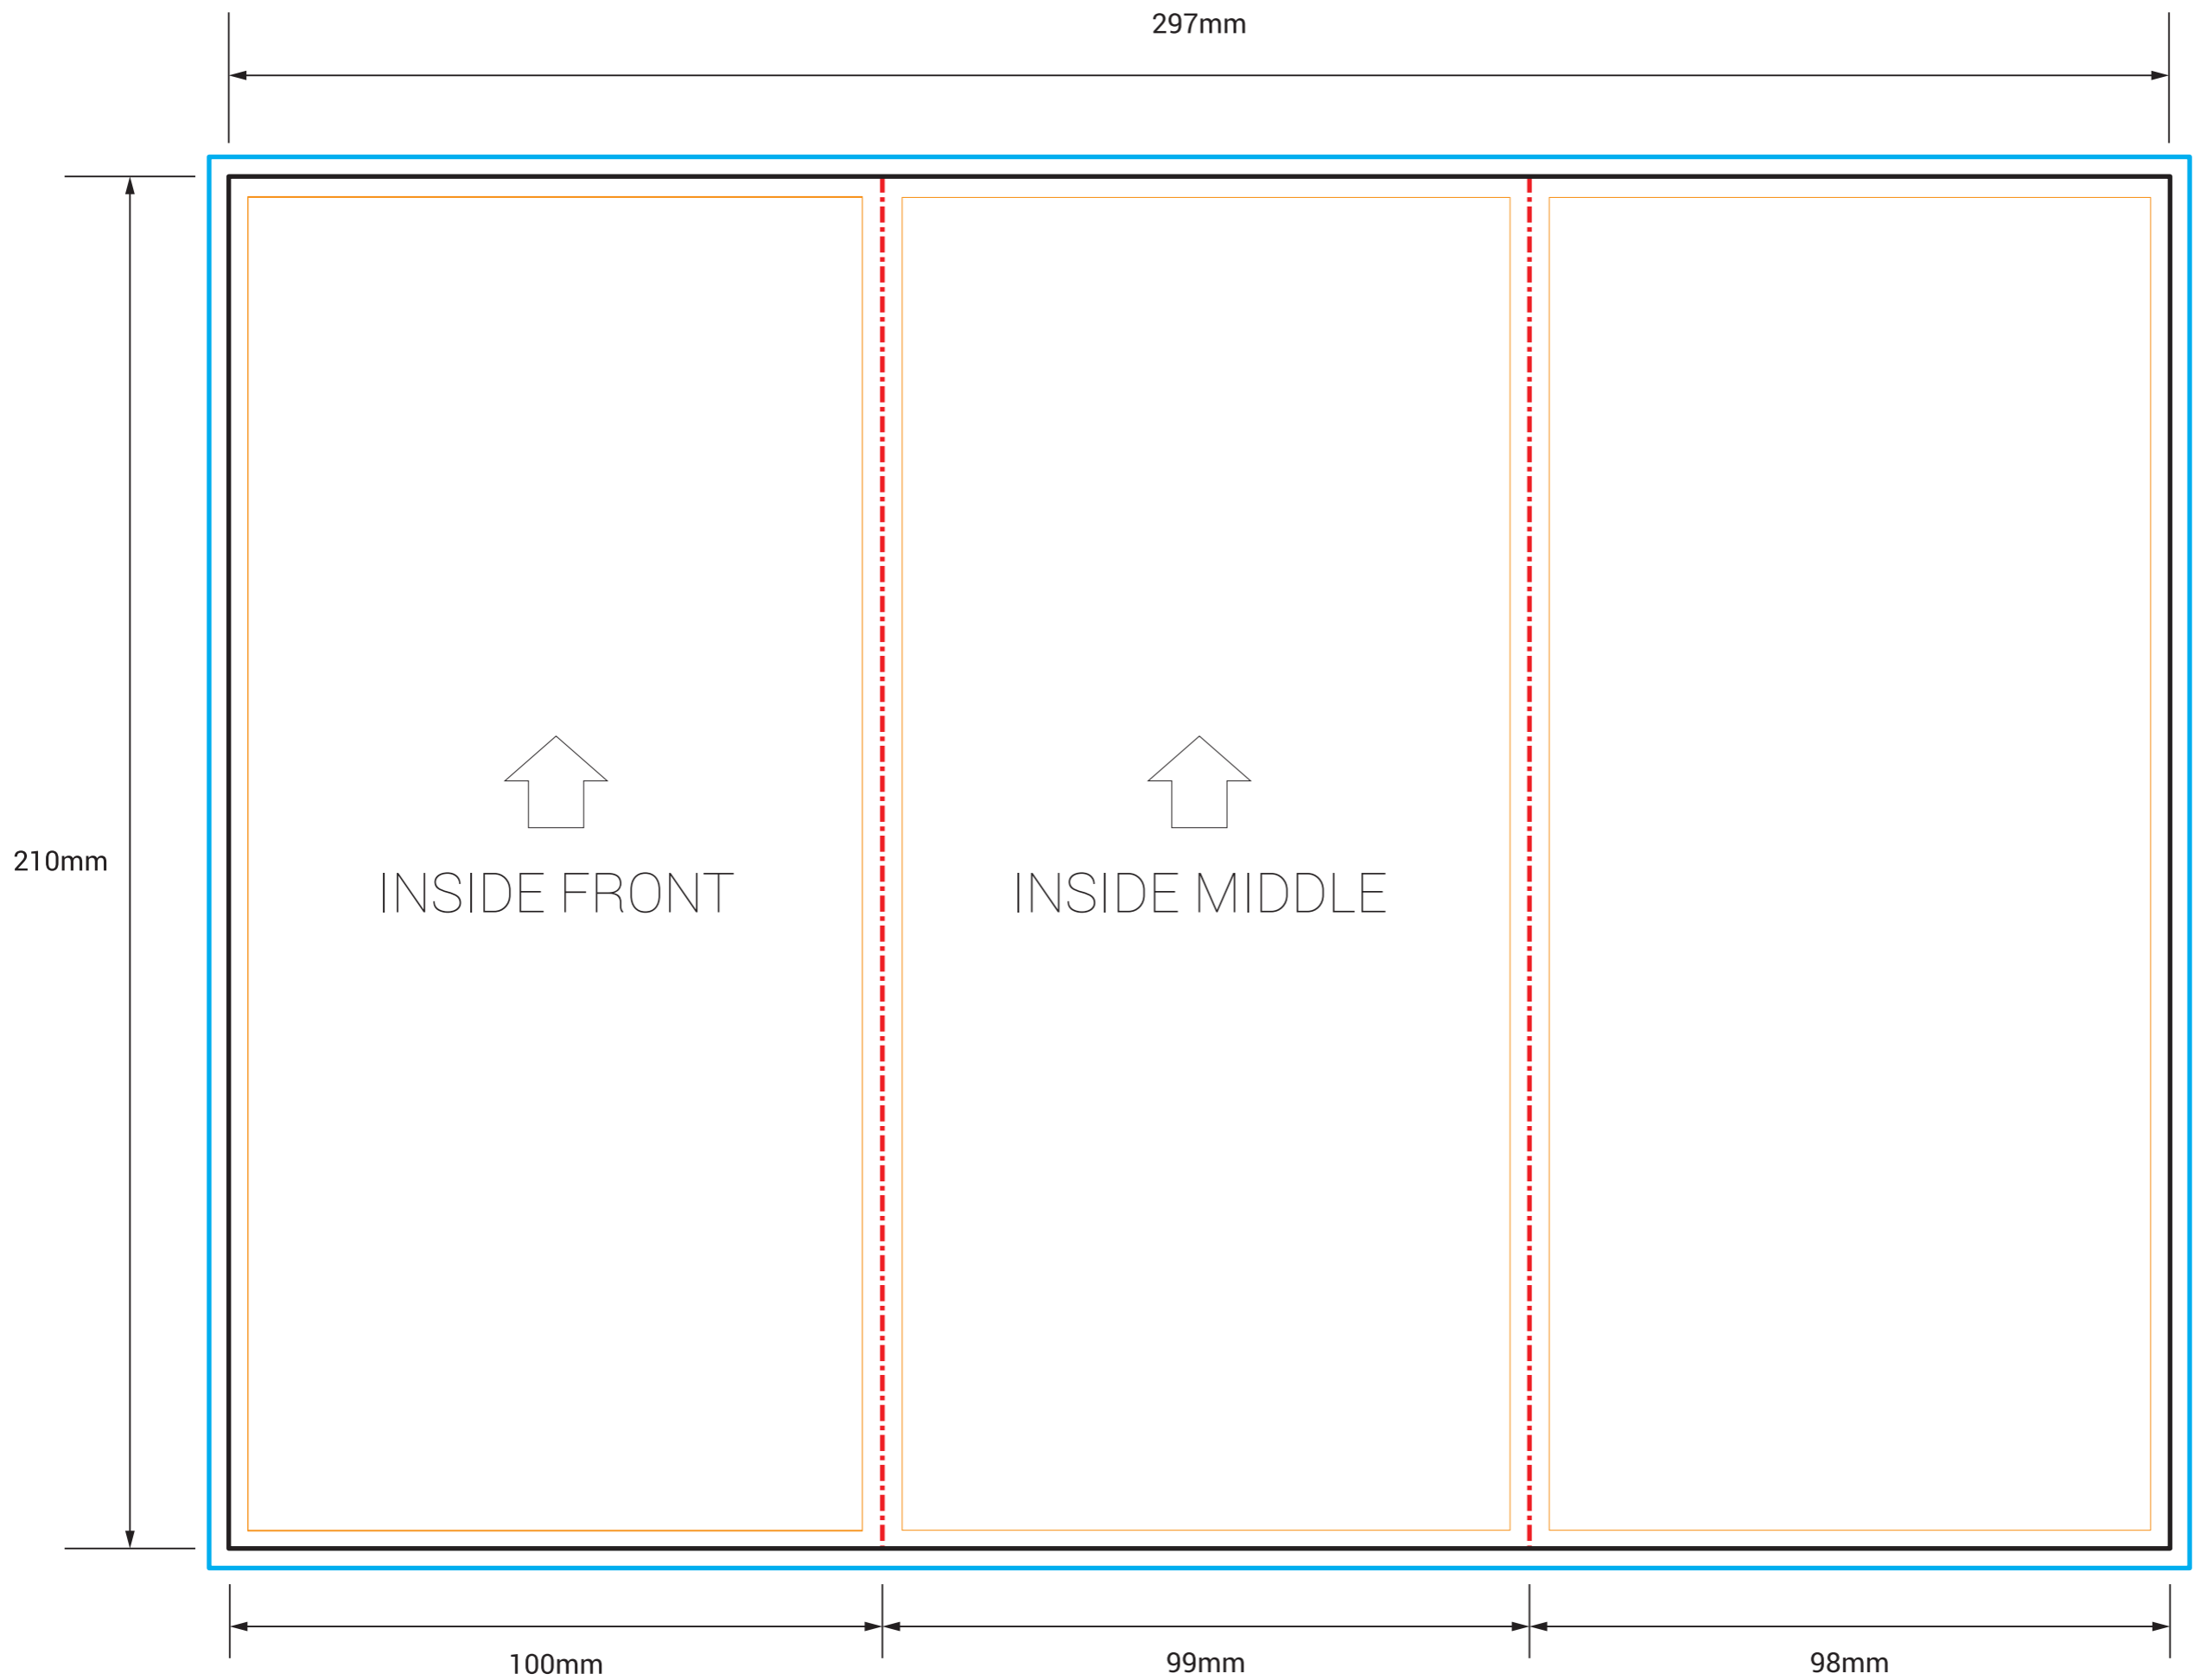 297mm
210mm
INSIDE FRONT
INSIDE MIDDLE
100mm
99mm
98mm